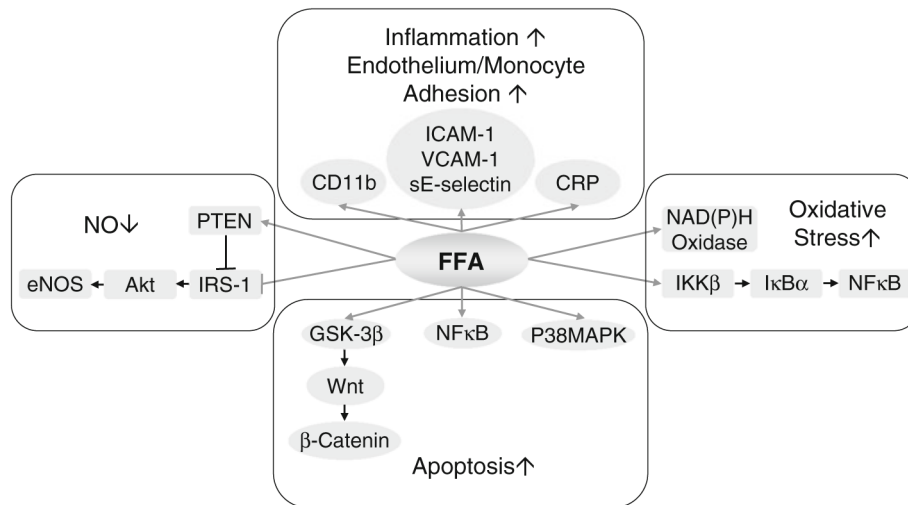 Inflammation ↑
Endothelium/Monocyte
Adhesion ↑
ICAM-1
VCAM-1
sE-selectin
CD11b
CRP
NO↓
PTEN
eNOS
Akt
IRS-1
FFA
NAD(P)H
Oxidase
Oxidative
Stress↑
IKKβ
IκBα
NFκB
GSK-3β
Wnt
β-Catenin
NFκB
P38MAPK
Apoptosis↑